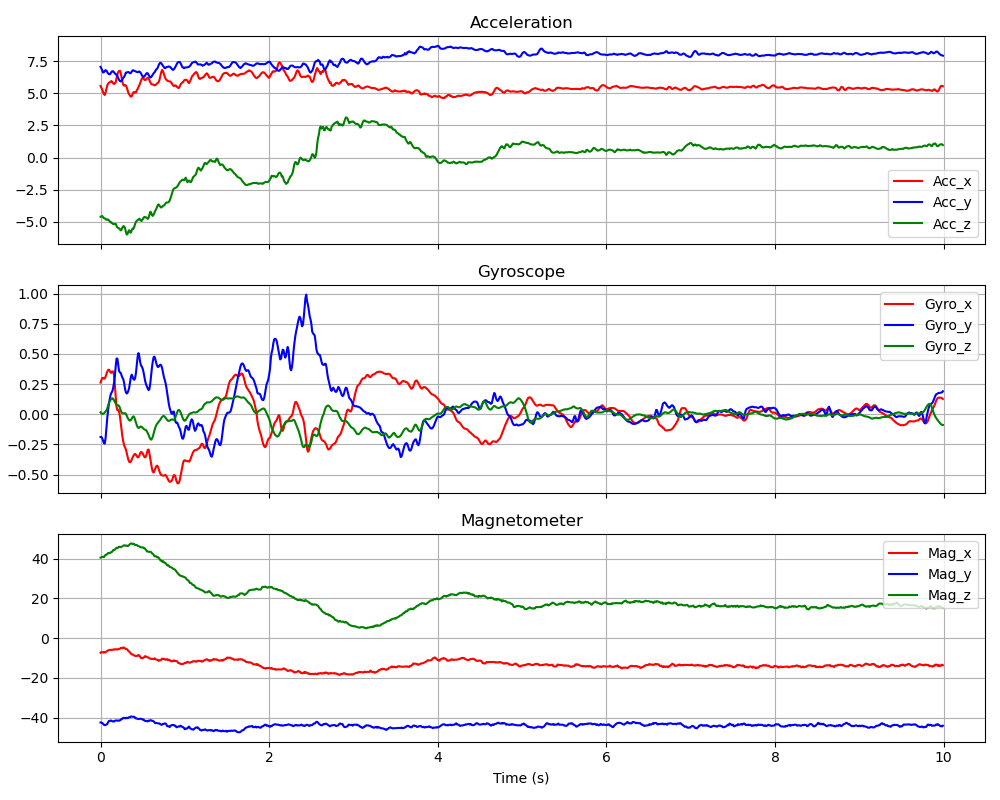 Acceleration
7.5
5.0
2.5
0.0
−2.5
−5.0
Acc_x
Acc_y
Acc_z
Gyroscope
1.00
0.75
0.50
0.25
0.00
−0.25
−0.50
Gyro_x
Gyro_y
Gyro_z
Magnetometer
40
20
0
−20
−40
Mag_x
Mag_y
Mag_z
0 2 4 6 8 10
Time (s)